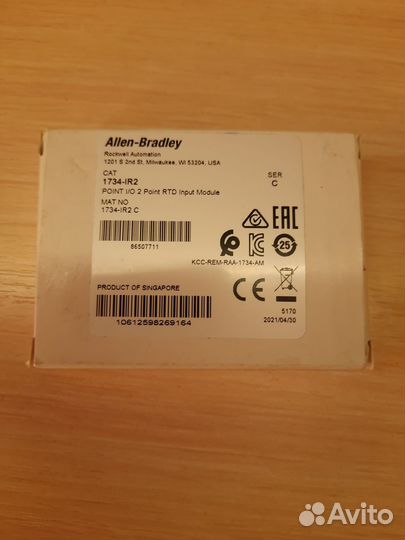 Allen-Bradley
Rockwell Automation
1201 S 2nd St, Milwaukee, WI 53204, USA
CAT
1734-IR2
SER
C
POINT I/O 2 Point RTD Input Module
MAT NO
1734-IR2 C
86507711
EAC
25
KCC-REM-RAA-1734-AM
CE
PRODUCT OF SINGAPORE
10612598269164
5170
2021/04/30
Avito